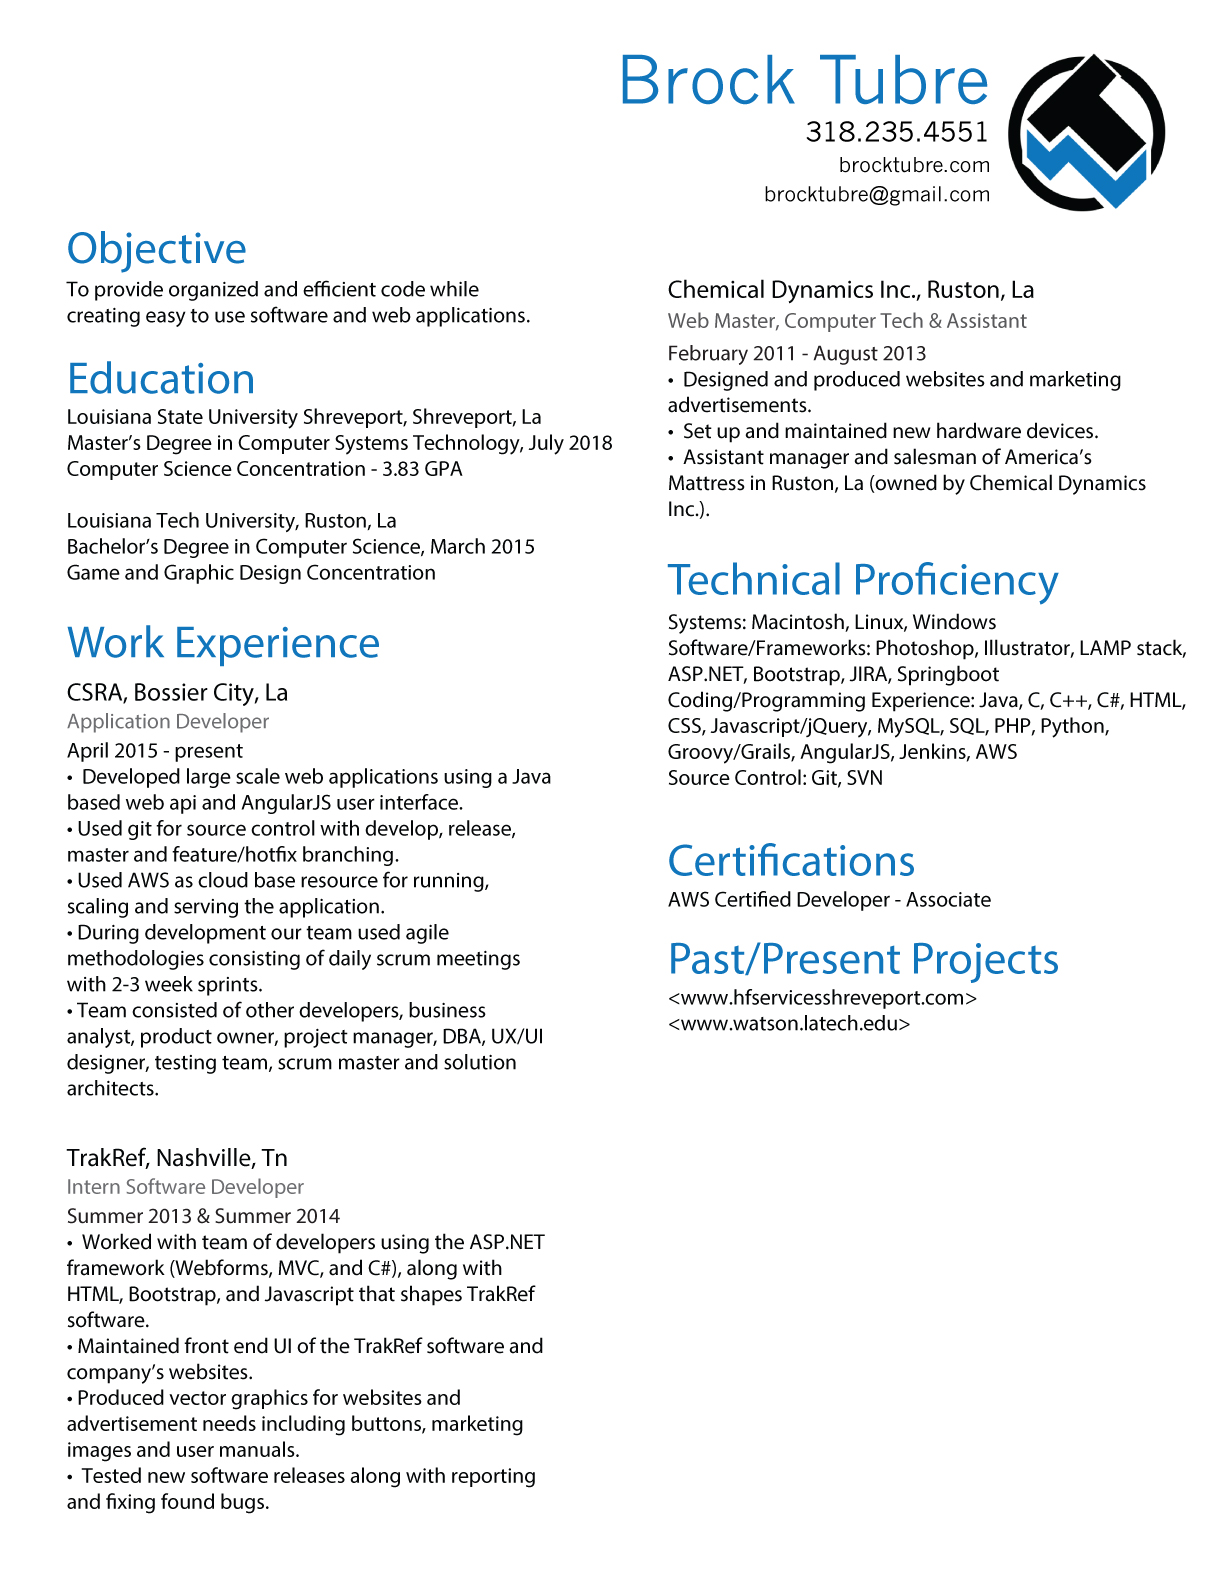 Brock Tubre
318.235.4551
brocktubre.com
brocktubre@gmail.com
Objective
To provide organized and efficient code while
creating easy to use software and web applications.
Education
Louisiana State University Shreveport, Shreveport, La
Master's Degree in Computer Systems Technology, July 2018
Computer Science Concentration - 3.83 GPA
Louisiana Tech University, Ruston, La
Bachelor's Degree in Computer Science, March 2015
Game and Graphic Design Concentration
Work Experience
CSRA, Bossier City, La
Application Developer
April 2015 - present
• Developed large scale web applications using a Java
based web api and AngularJS user interface.
• Used git for source control with develop, release,
master and feature/hotfix branching.
• Used AWS as cloud base resource for running,
scaling and serving the application.
• During development our team used agile
methodologies consisting of daily scrum meetings
with 2-3 week sprints.
• Team consisted of other developers, business
analyst, product owner, project manager, DBA, UX/UI
designer, testing team, scrum master and solution
architects.
TrakRef, Nashville, Tn
Intern Software Developer
Summer 2013 & Summer 2014
• Worked with team of developers using the ASP.NET
framework (Webforms, MVC, and C#), along with
HTML, Bootstrap, and Javascript that shapes TrakRef
software.
• Maintained front end UI of the TrakRef software and
company's websites.
• Produced vector graphics for websites and
advertisement needs including buttons, marketing
images and user manuals.
• Tested new software releases along with reporting
and fixing found bugs.
Chemical Dynamics Inc., Ruston, La
Web Master, Computer Tech & Assistant
February 2011 - August 2013
• Designed and produced websites and marketing
advertisements.
• Set up and maintained new hardware devices.
• Assistant manager and salesman of America's
Mattress in Ruston, La (owned by Chemical Dynamics
Inc.).
Technical Proficiency
Systems: Macintosh, Linux, Windows
Software/Frameworks: Photoshop, Illustrator, LAMP stack,
ASP.NET, Bootstrap, JIRA, Springboot
Coding/Programming Experience: Java, C, C++, C#, HTML,
CSS, Javascript/jQuery, MySQL, SQL, PHP, Python,
Groovy/Grails, AngularJS, Jenkins, AWS
Source Control: Git, SVN
Certifications
AWS Certified Developer - Associate
Past/Present Projects
<www.hfservicesshreveport.com>
<www.watson.latech.edu>